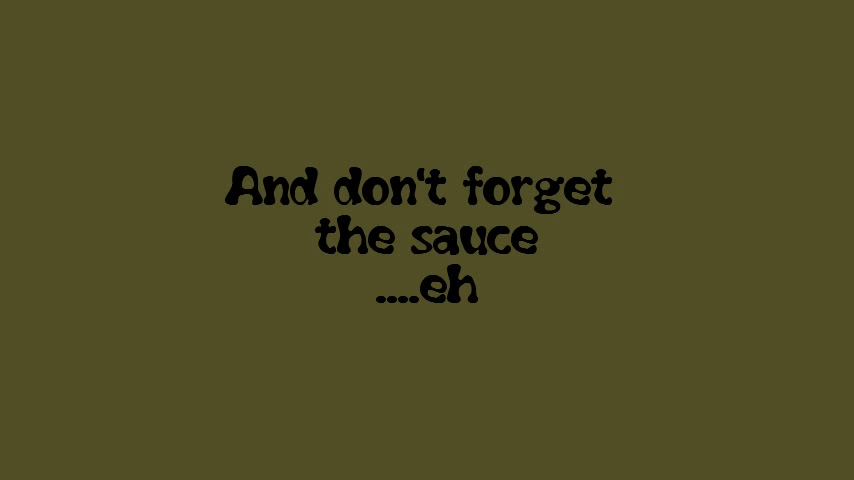 And don't forget
the sauce
....eh